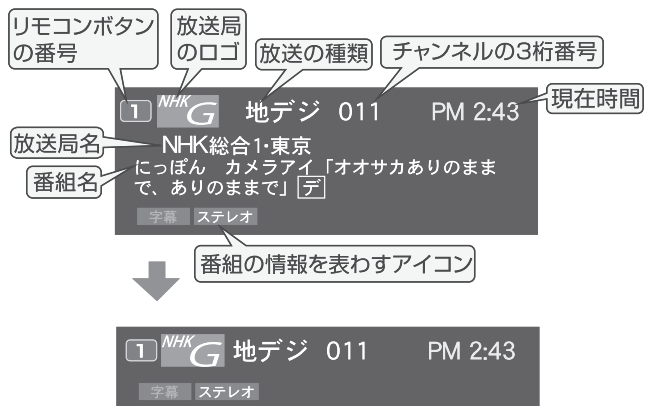 リモコンボタン
の番号
放送局
のロゴ
放送の種類
チャンネルの3桁番号
1 NHK G 地デジ 011 PM 2:43
現在時間
放送局名
NHK総合1・東京
番組名
にっぽん カメラアイ「オオサカありのまま
で、ありのままで」デ
字幕 ステレオ
番組の情報を表わすアイコン
1 NHK G 地デジ 011 PM 2:43
字幕 ステレオ